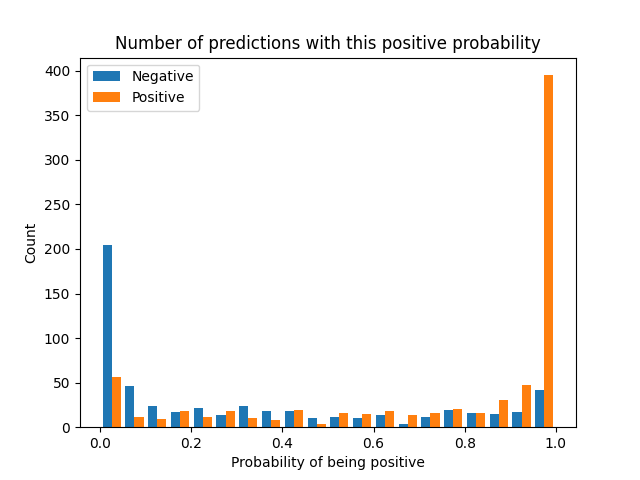 Number of predictions with this positive probability
Negative
Positive
Count
400
350
300
250
200
150
100
50
0
0.0 0.2 0.4 0.6 0.8 1.0
Probability of being positive